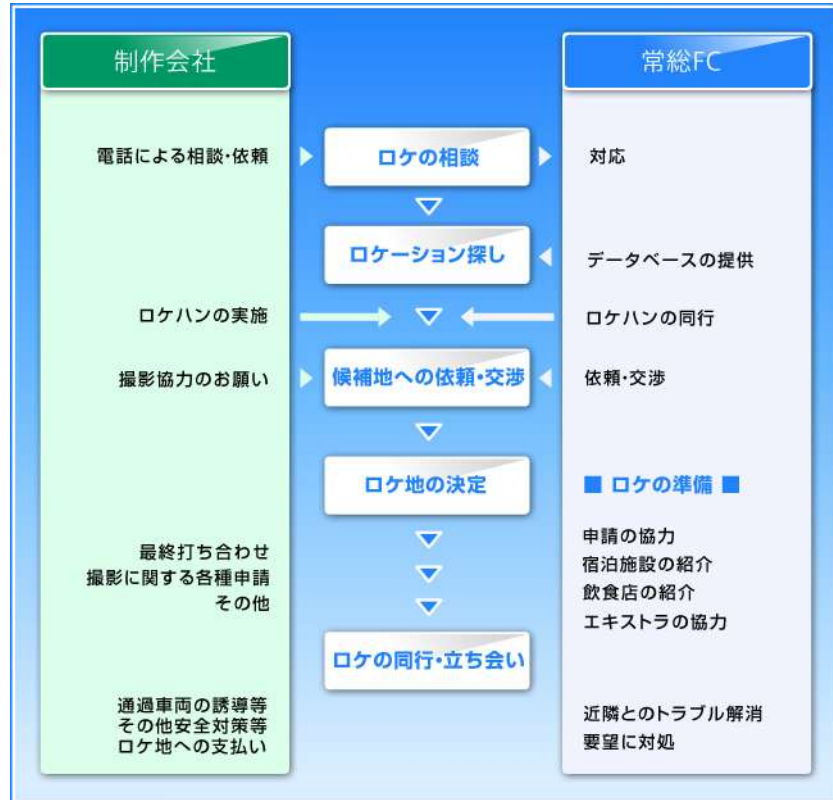 制作会社
常総FC
電話による相談・依頼
ロケの相談
対応
ロケーション探し
データベースの提供
ロケハンの実施
ロケハンの同行
撮影協力のお願い
候補地への依頼・交渉
依頼・交渉
ロケ地の決定
■ ロケの準備 ■
最終打ち合わせ
撮影に関する各種申請
その他
申請の協力
宿泊施設の紹介
飲食店の紹介
エキストラの協力
ロケの同行・立ち会い
通過車両の誘導等
その他安全対策等
ロケ地への支払い
近隣とのトラブル解消
要望に対処